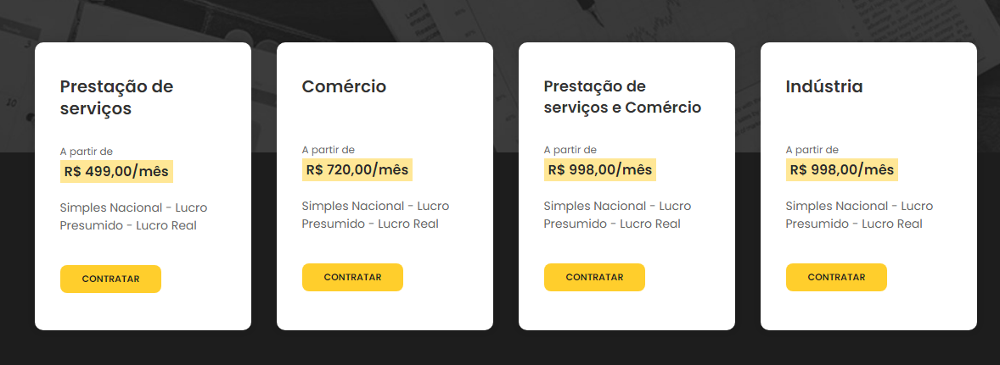 Prestação de
serviços
A partir de
R$ 499,00/mês
Simples Nacional - Lucro
Presumido - Lucro Real
CONTRATAR
Comércio
A partir de
R$ 720,00/mês
Simples Nacional - Lucro
Presumido - Lucro Real
CONTRATAR
Prestação de
serviços e Comércio
A partir de
R$ 998,00/mês
Simples Nacional - Lucro
Presumido - Lucro Real
CONTRATAR
Indústria
A partir de
R$ 998,00/mês
Simples Nacional - Lucro
Presumido - Lucro Real
CONTRATAR